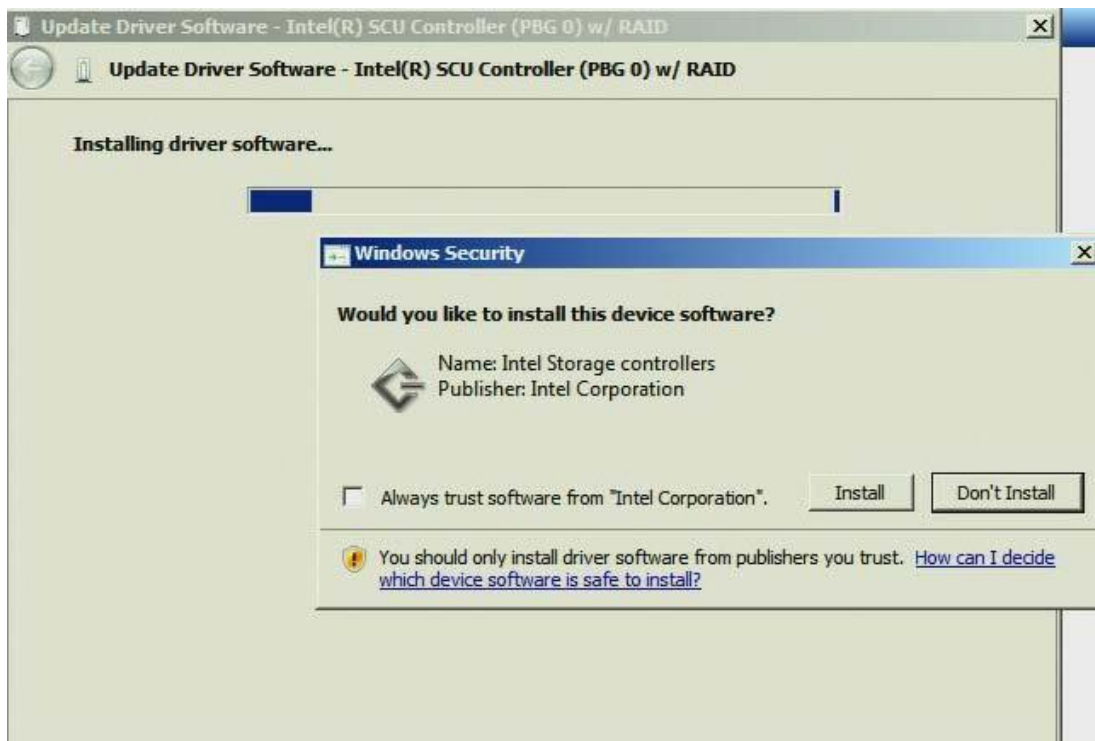 Update Driver Software - Intel(R) SCU Controller (PBG 0) w/ RAID
Update Driver Software - Intel(R) SCU Controller (PBG 0) w/ RAID
Installing driver software...
Windows Security
Would you like to install this device software?
Name: Intel Storage controllers
Publisher: Intel Corporation
Always trust software from "Intel Corporation".
Install
Don't Install
You should only install driver software from publishers you trust. How can I decide
which device software is safe to install?